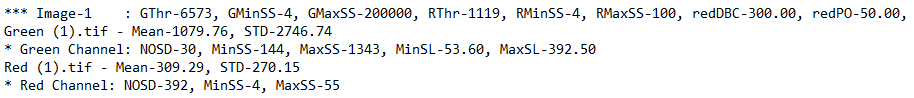 *** Image-1    : GThr-6573, GMinSS-4, GMaxSS-200000, RThr-1119, RMinSS-4, RMaxSS-100, redDBC-300.00, redPO-50.00,
Green (1).tif - Mean-1079.76, STD-2746.74
* Green Channel: NOSD-30, MinSS-144, MaxSS-1343, MinSL-53.60, MaxSL-392.50
Red (1).tif - Mean-309.29, STD-270.15
* Red Channel: NOSD-392, MinSS-4, MaxSS-55